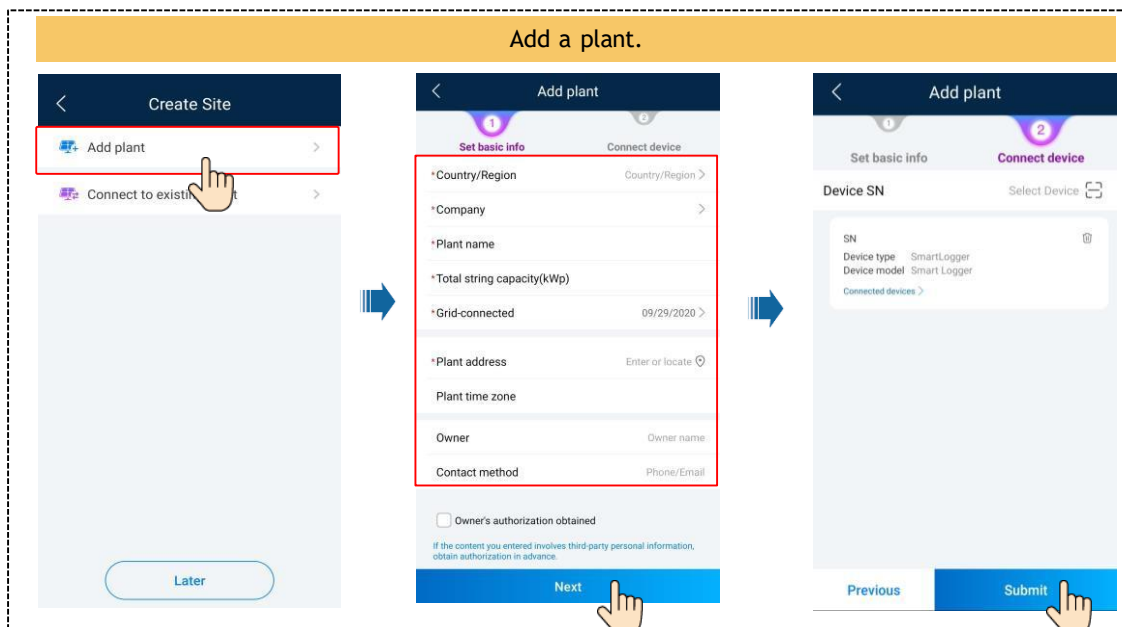 Add a plant.
Create Site
Add plant
Connect to existin t
Later
Add plant
1
2
Set basic info
Connect device
*Country/Region
Country/Region
*Company
*Plant name
*Total string capacity(kWp)
*Grid-connected
09/29/2020
*Plant address
Enter or locate
Plant time zone
Owner
Owner name
Contact method
Phone/Email
Owner's authorization obtained
If the content you entered involves third-party personal information,
obtain authorization in advance.
Next
Add plant
1
2
Set basic info
Connect device
Device SN
Select Device
SN
Device type SmartLogger
Device model Smart Logger
Connected devices
Previous
Submit